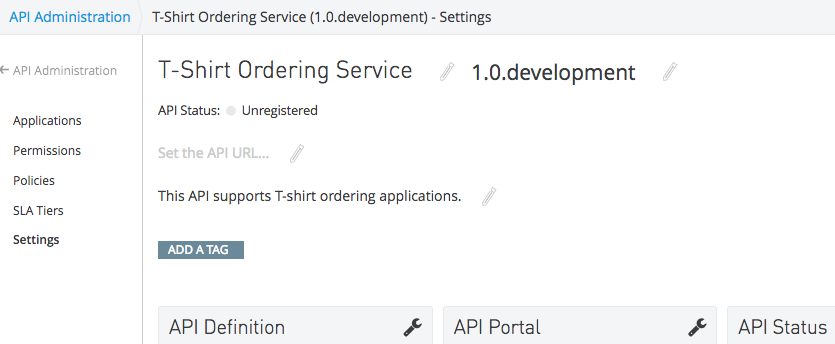 API Administration T-Shirt Ordering Service (1.0.development) - Settings
API Administration
Applications
Permissions
Policies
SLA Tiers
Settings
T-Shirt Ordering Service 1.0.development
API Status: Unregistered
Set the API URL...
This API supports T-shirt ordering applications.
ADD A TAG
API Definition
API Portal
API Status